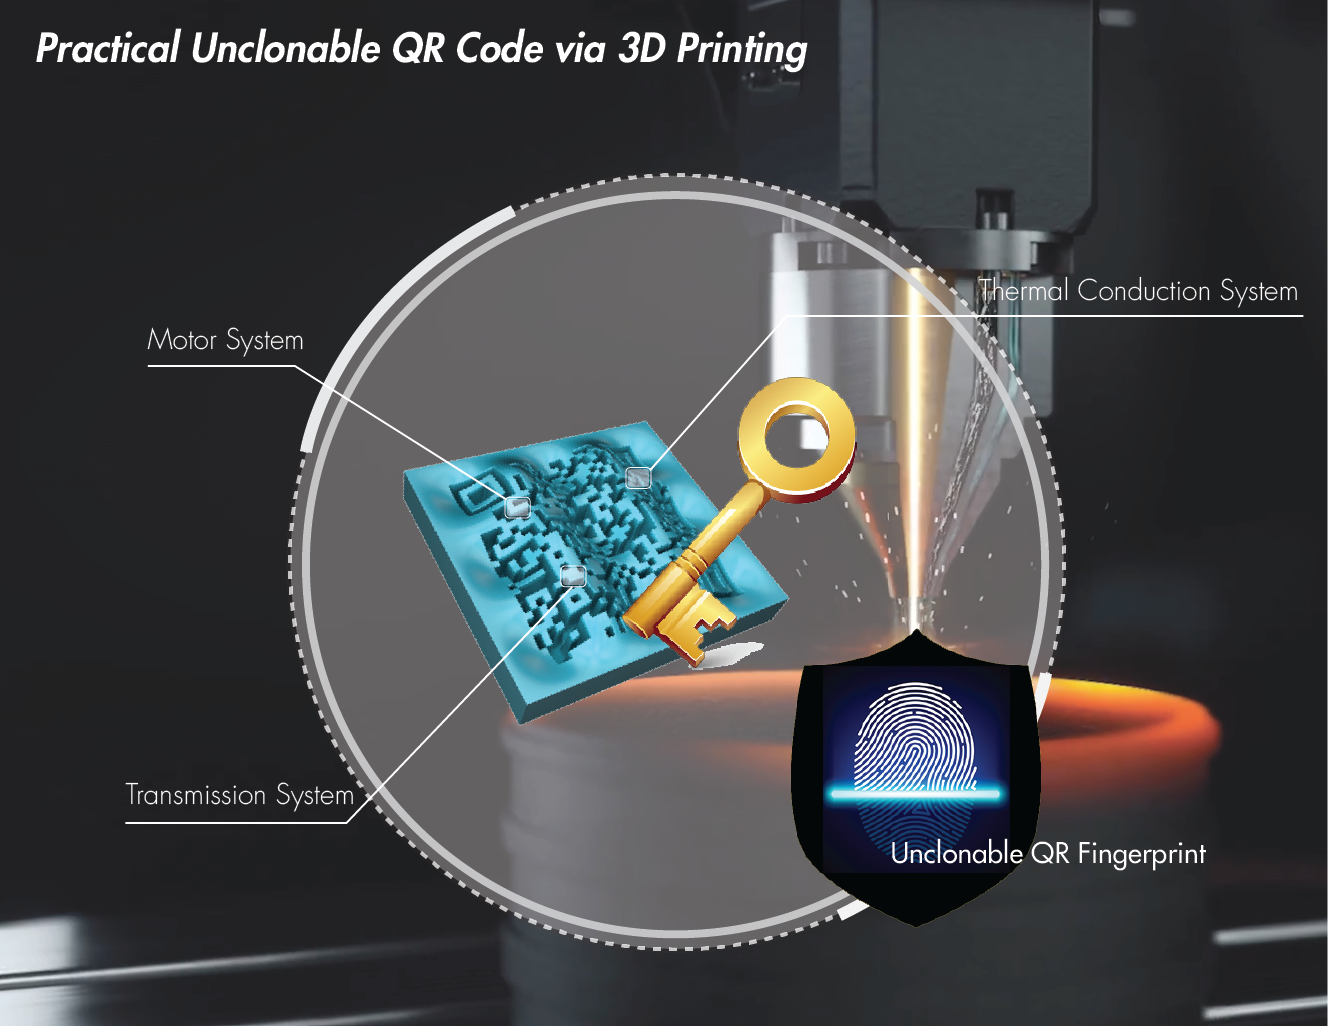 Practical Unclonable QR Code via 3D Printing
Thermal Conduction System
Motor System
Transmission System
Unclonable QR Fingerprint